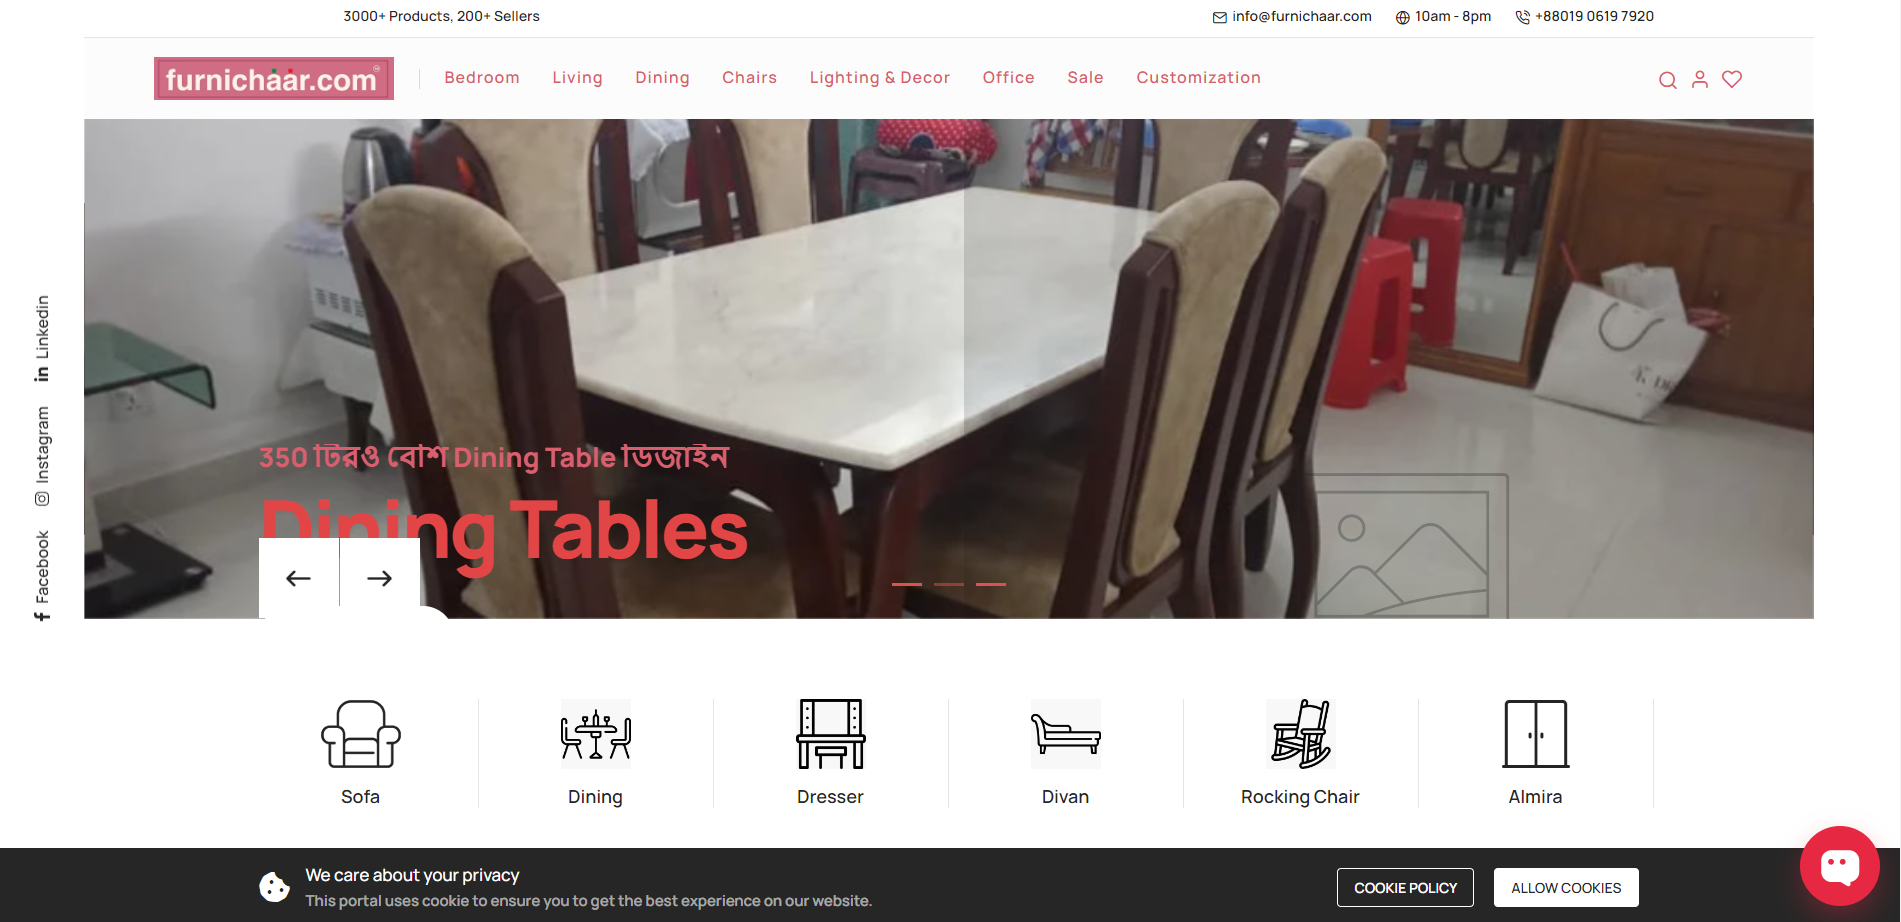 3000+ Products, 200+ Sellers
info@furnichaar.com
10am - 8pm
+88019 0619 7920
furnichaar.com
Bedroom
Living
Dining
Chairs
Lighting & Decor
Office
Sale
Customization
Linkedin
Instagram
Facebook
350 টিরও বেশি Dining Table ডিজাইন
Dining Tables
Sofa
Dining
Dresser
Divan
Rocking Chair
Almira
We care about your privacy
This portal uses cookie to ensure you to get the best experience on our website.
COOKIE POLICY
ALLOW COOKIES